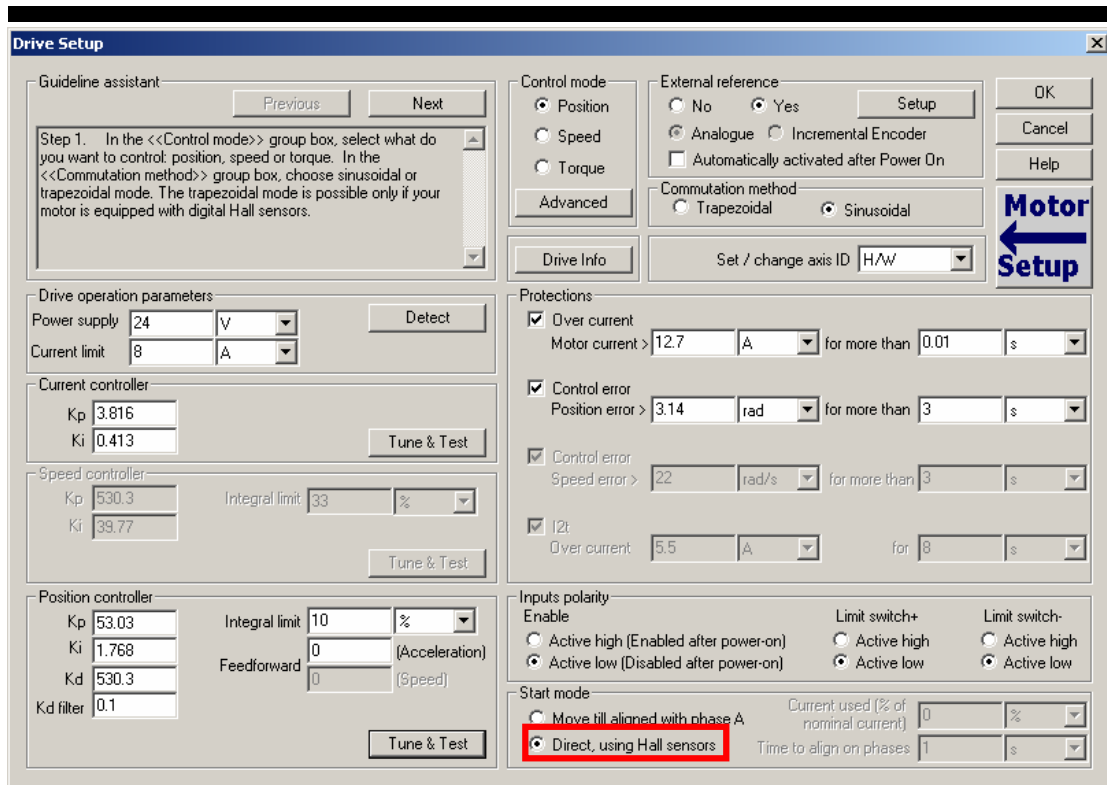 Drive Setup
Guideline assistant
Previous
Next
Step 1. In the <<Control mode>> group box, select what do
you want to control: position, speed or torque. In the
<<Commutation method>> group box, choose sinusoidal or
trapezoidal mode. The trapezoidal mode is possible only if your
motor is equipped with digital Hall sensors.
Control mode
Position
Speed
Torque
Advanced
Drive Info
External reference
No Yes Setup
Analogue Incremental Encoder
Automatically activated after Power On
Commutation method
Trapezoidal Sinusoidal
Set / change axis ID H/W
OK
Cancel
Help
Motor
Setup
Drive operation parameters
Power supply 24 V
Detect
Current limit 8 A
Current controller
Kp 3.816
Ki 0.413
Tune & Test
Speed controller
Kp 530.3 Integral limit 33 %
Ki 39.77
Tune & Test
Position controller
Kp 53.03 Integral limit 10 %
Ki 1.768 Feedforward 0 (Acceleration)
Kd 530.3 0 (Speed)
Kd filter 0.1
Tune & Test
Protections
Over current
Motor current > 12.7 A for more than 0.01 s
Control error
Position error > 3.14 rad for more than 3 s
Control error
Speed error > 22 rad/s for more than 3 s
I2t
Over current 5.5 A for 8 s
Inputs polarity
Enable
Active high (Enabled after power-on)
Active low (Disabled after power-on)
Limit switch+
Active high
Active low
Limit switch-
Active high
Active low
Start mode
Move till aligned with phase A
Direct, using Hall sensors
Current used (% of
nominal current) 0 %
Time to align on phases 1 s